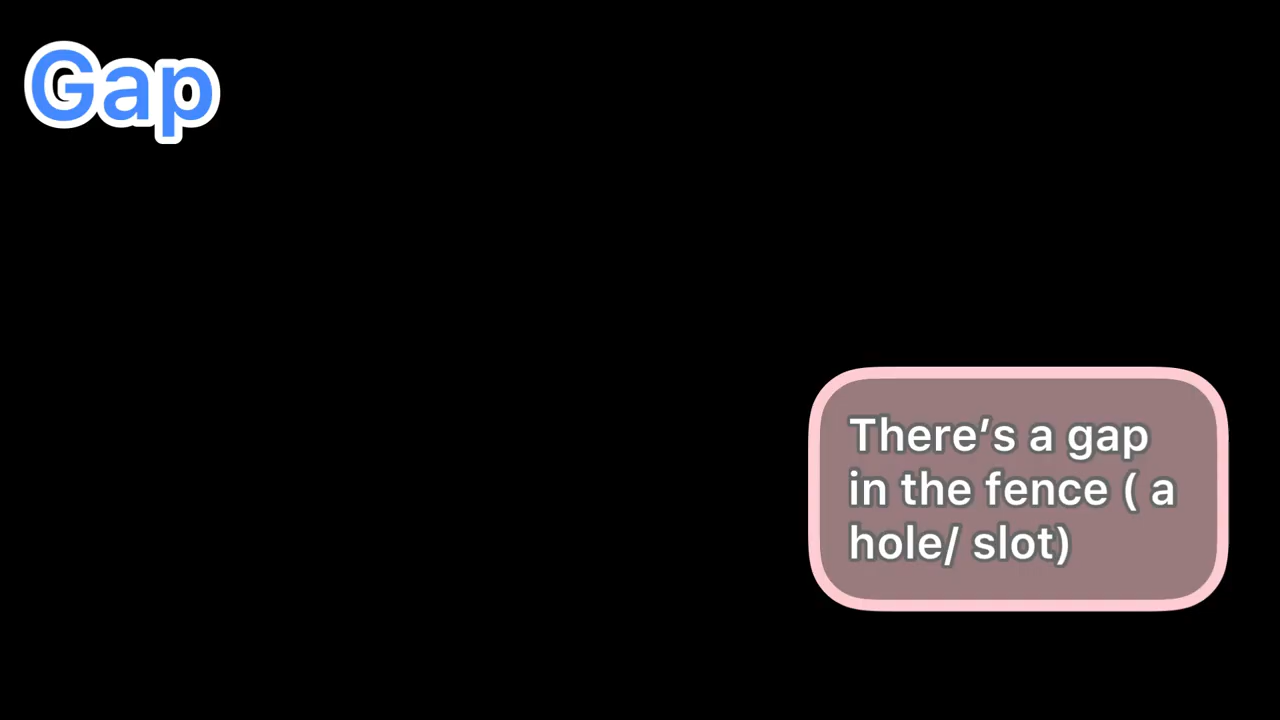 Gap
There’s a gap
in the fence ( a
hole/ slot)